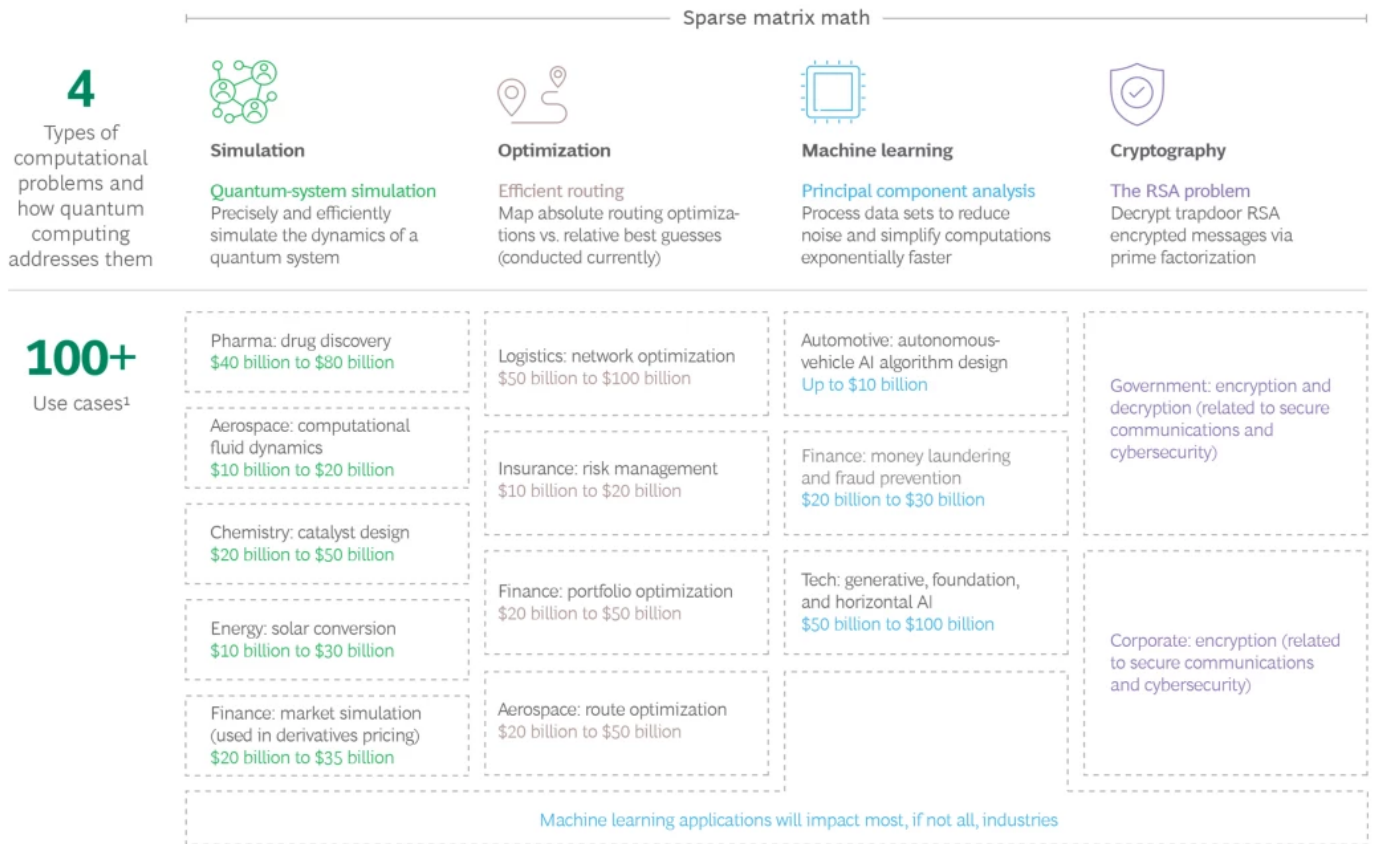 Sparse matrix math
4
Types of
computational
problems and
how quantum
computing
addresses them
Simulation
Quantum-system simulation
Precisely and efficiently
simulate the dynamics of a
quantum system
Optimization
Efficient routing
Map absolute routing optimiza-
tions vs. relative best guesses
(conducted currently)
Machine learning
Principal component analysis
Process data sets to reduce
noise and simplify computations
exponentially faster
Cryptography
The RSA problem
Decrypt trapdoor RSA
encrypted messages via
prime factorization
100+
Use cases¹
Pharma: drug discovery
$40 billion to $80 billion
Aerospace: computational
fluid dynamics
$10 billion to $20 billion
Chemistry: catalyst design
$20 billion to $50 billion
Energy: solar conversion
$10 billion to $30 billion
Finance: market simulation
(used in derivatives pricing)
$20 billion to $35 billion
Logistics: network optimization
$50 billion to $100 billion
Insurance: risk management
$10 billion to $20 billion
Finance: portfolio optimization
$20 billion to $50 billion
Aerospace: route optimization
$20 billion to $50 billion
Automotive: autonomous-
vehicle AI algorithm design
Up to $10 billion
Finance: money laundering
and fraud prevention
$20 billion to $30 billion
Tech: generative, foundation,
and horizontal AI
$50 billion to $100 billion
Government: encryption and
decryption (related to secure
communications and
cybersecurity)
Corporate: encryption (related
to secure communications
and cybersecurity)
Machine learning applications will impact most, if not all, industries